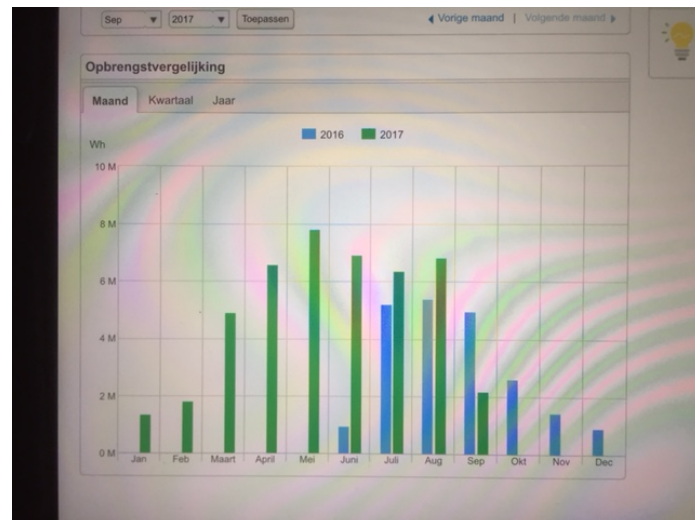 Sep 2017 Toepassen Vorige maand | Volgende maand
Opbrengstvergelijking
Maand Kwartaal Jaar
2016 2017
Wh
10 M
8 M
6 M
4 M
2 M
0 M
Jan Feb Maart April Mei Juni Juli Aug Sep Okt Nov Dec